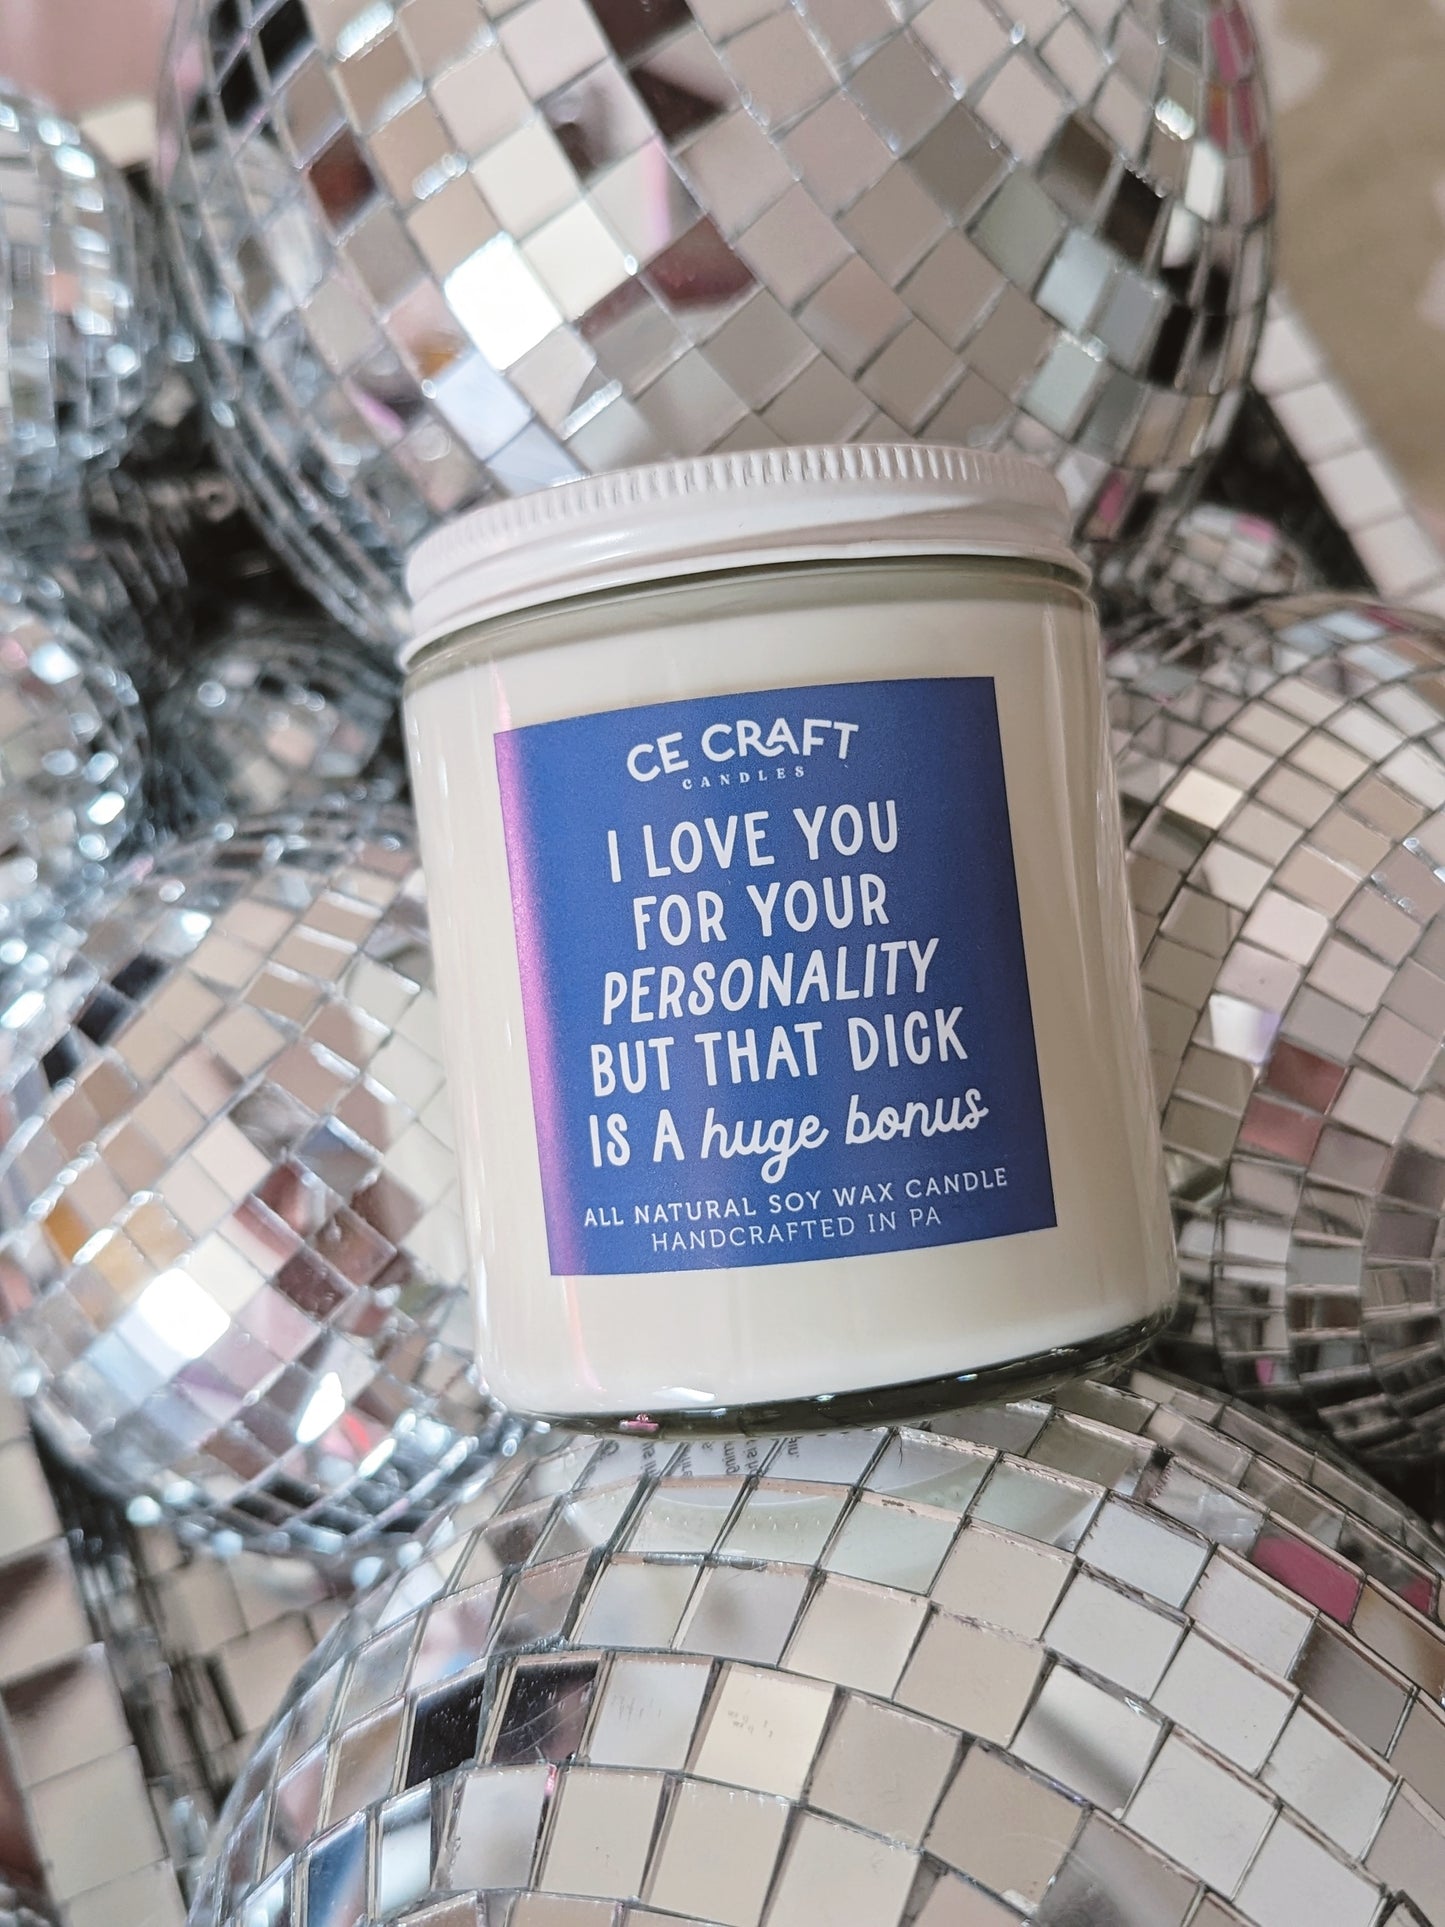 CE CRAFT
CANDLES
I LOVE YOU
FOR YOUR
PERSONALITY
BUT THAT DICK
IS A huge bonus
ALL NATURAL SOY WAX CANDLE
HANDCRAFTED IN PA